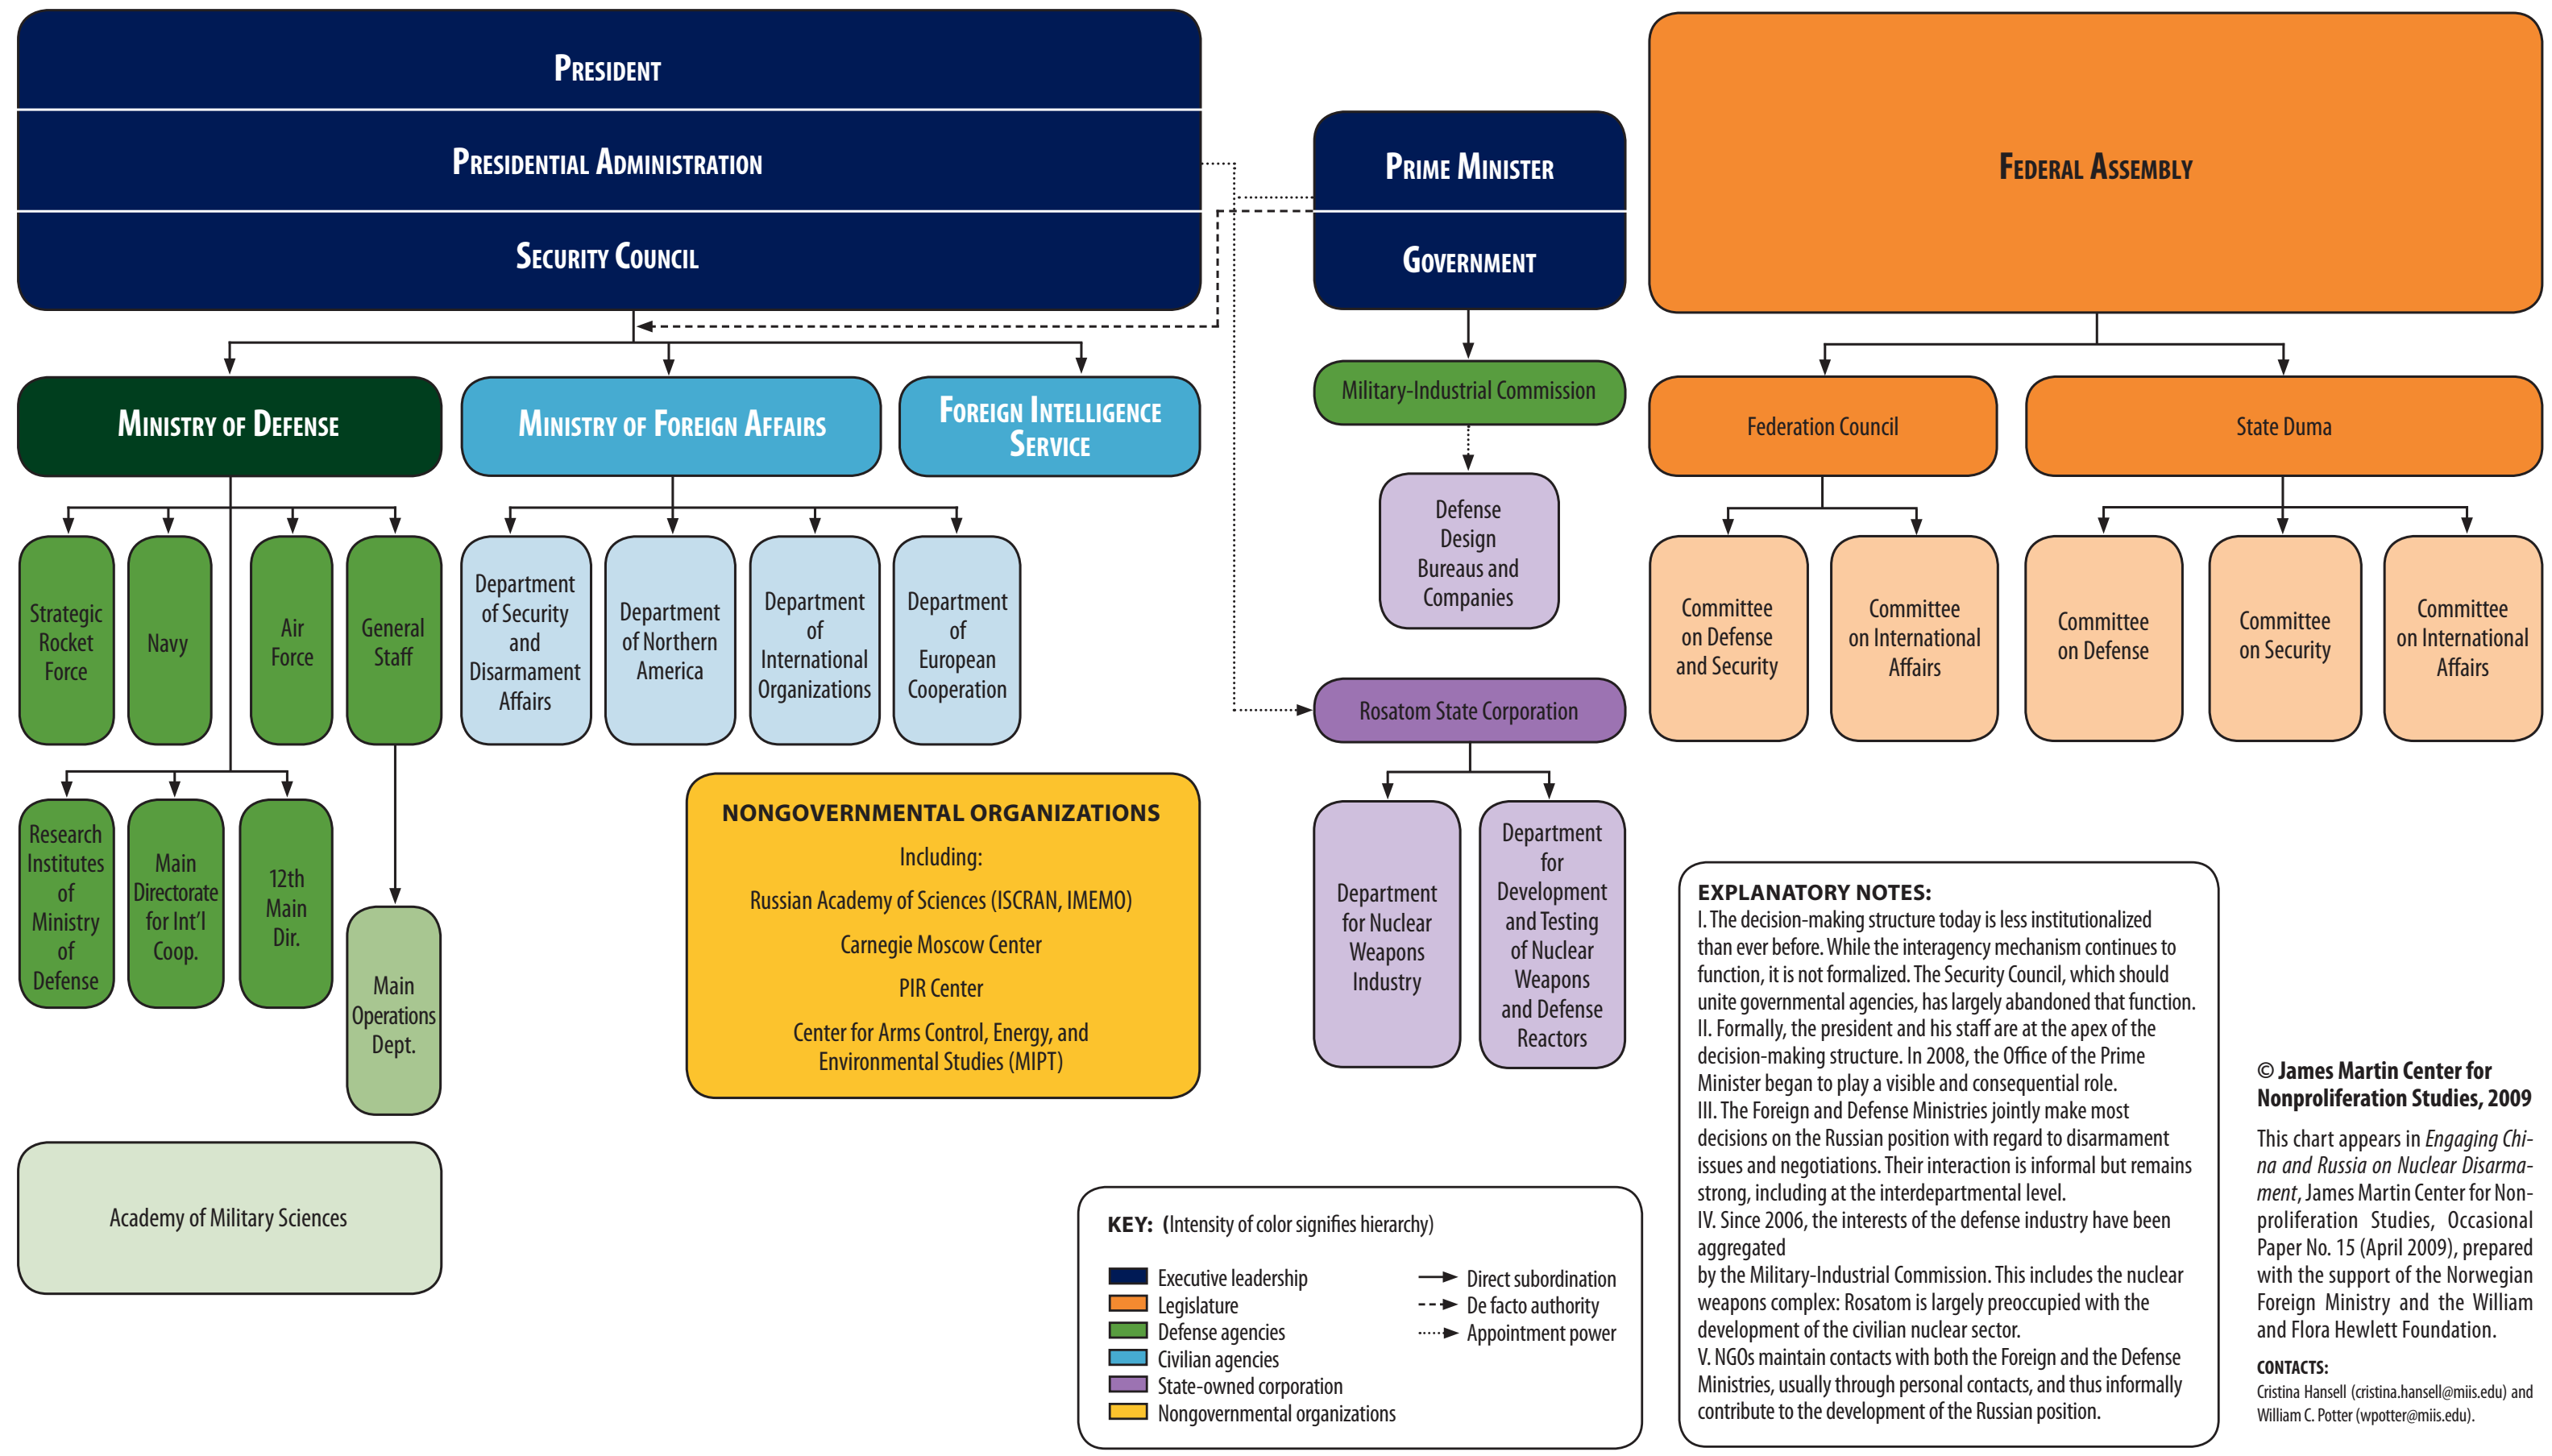 PRESIDENT
PRESIDENTIAL ADMINISTRATION
SECURITY COUNCIL
PRIME MINISTER
GOVERNMENT
FEDERAL ASSEMBLY
MINISTRY OF DEFENSE
MINISTRY OF FOREIGN AFFAIRS
FOREIGN INTELLIGENCE
SERVICE
Military-Industrial Commission
Federation Council
State Duma
Strategic
Rocket
Force
Navy
Air
Force
General
Staff
Department
of Security
and
Disarmament
Affairs
Department
of Northern
America
Department
of
International
Organizations
Department
of
European
Cooperation
Defense
Design
Bureaus and
Companies
Committee
on Defense
and Security
Committee
on International
Affairs
Committee
on Defense
Committee
on Security
Committee
on International
Affairs
Rosatom State Corporation
Research
Institutes
of
Ministry
of
Defense
Main
Directorate
for Int'l
Coop.
12th
Main
Dir.
Main
Operations
Dept.
Academy of Military Sciences
NONGOVERNMENTAL ORGANIZATIONS
Including:
Russian Academy of Sciences (ISCRAN, IMEMO)
Carnegie Moscow Center
PIR Center
Center for Arms Control, Energy, and
Environmental Studies (MIPT)
Department
for Nuclear
Weapons
Industry
Department
for
Development
and Testing
of Nuclear
Weapons
and Defense
Reactors
KEY: (Intensity of color signifies hierarchy)
Executive leadership
Legislature
Defense agencies
Civilian agencies
State-owned corporation
Nongovernmental organizations
Direct subordination
De facto authority
Appointment power
EXPLANATORY NOTES:
I. The decision-making structure today is less institutionalized
than ever before. While the interagency mechanism continues to
function, it is not formalized. The Security Council, which should
unite governmental agencies, has largely abandoned that function.
II. Formally, the president and his staff are at the apex of the
decision-making structure. In 2008, the Office of the Prime
Minister began to play a visible and consequential role.
III. The Foreign and Defense Ministries jointly make most
decisions on the Russian position with regard to disarmament
issues and negotiations. Their interaction is informal but remains
strong, including at the interdepartmental level.
IV. Since 2006, the interests of the defense industry have been
aggregated
by the Military-Industrial Commission. This includes the nuclear
weapons complex: Rosatom is largely preoccupied with the
development of the civilian nuclear sector.
V. NGOs maintain contacts with both the Foreign and the Defense
Ministries, usually through personal contacts, and thus informally
contribute to the development of the Russian position.
© James Martin Center for
Nonproliferation Studies, 2009
This chart appears in Engaging Chi-
na and Russia on Nuclear Disarma-
ment, James Martin Center for Non-
proliferation Studies, Occasional
Paper No. 15 (April 2009), prepared
with the support of the Norwegian
Foreign Ministry and the William
and Flora Hewlett Foundation.
CONTACTS:
Cristina Hansell (cristina.hansell@miis.edu) and
William C. Potter (wpotter@miis.edu).